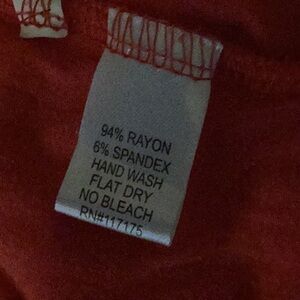 94% RAYON
6% SPANDEX
HAND WASH
FLAT DRY
NO BLEACH
RN#117175